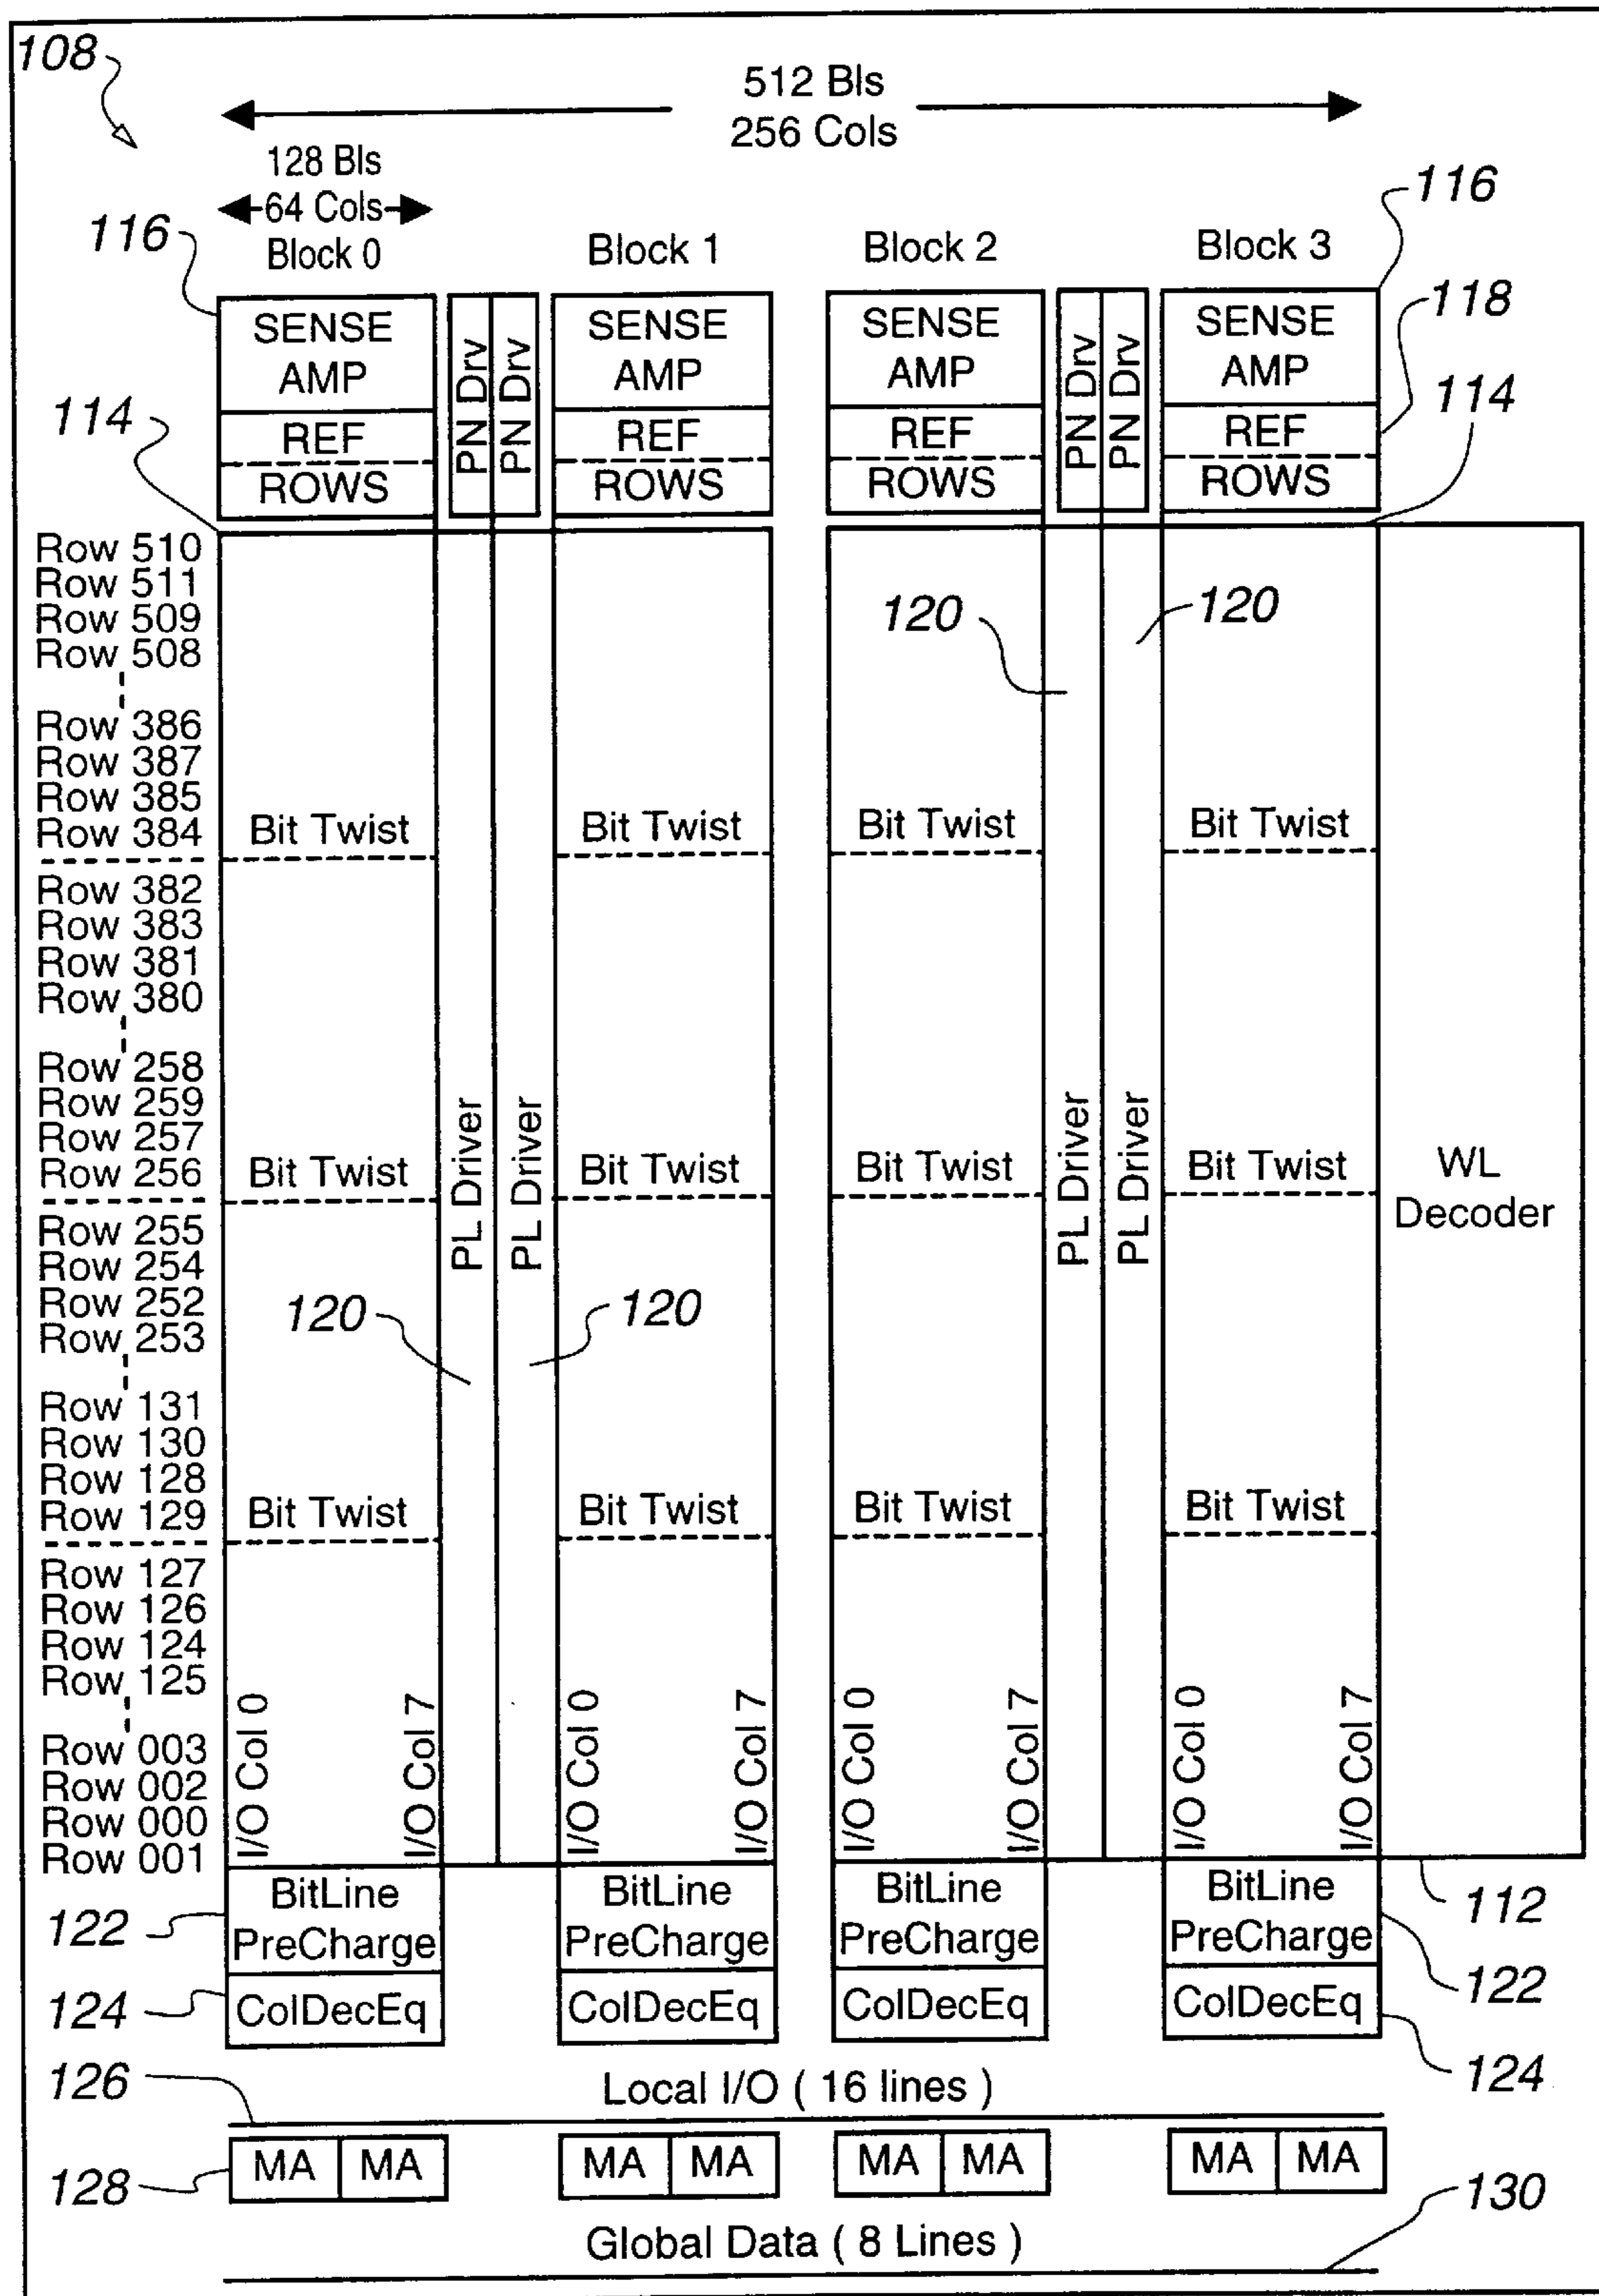 108
512 Bls
256 Cols
128 Bls
64 Cols
116
116
Block 0
Block 1
Block 2
Block 3
118
114
114
SENSE AMP
PN Drv
PN Drv
SENSE AMP
SENSE AMP
PN Drv
PN Drv
SENSE AMP
REF
REF
REF
REF
ROWS
ROWS
ROWS
ROWS
Row 510
Row 511
Row 509
Row 508
120
120
Row 386
Row 387
Row 385
Row 384
Bit Twist
Bit Twist
Bit Twist
Bit Twist
Row 382
Row 383
Row 381
Row 380
Row 258
Row 259
Row 257
Row 256
Bit Twist
Bit Twist
Bit Twist
Bit Twist
PL Driver
PL Driver
PL Driver
PL Driver
WL
Decoder
Row 255
Row 254
Row 252
Row 253
120
120
Row 131
Row 130
Row 128
Row 129
Bit Twist
Bit Twist
Bit Twist
Bit Twist
Row 127
Row 126
Row 124
Row 125
Row 003
Row 002
Row 000
Row 001
I/O Col 0
I/O Col 7
I/O Col 0
I/O Col 7
I/O Col 0
I/O Col 7
I/O Col 0
I/O Col 7
112
122
BitLine
PreCharge
BitLine
PreCharge
BitLine
PreCharge
BitLine
PreCharge
122
124
ColDecEq
ColDecEq
ColDecEq
ColDecEq
124
126
Local I/O ( 16 lines )
128
MA
MA
MA
MA
MA
MA
MA
MA
130
Global Data ( 8 Lines )